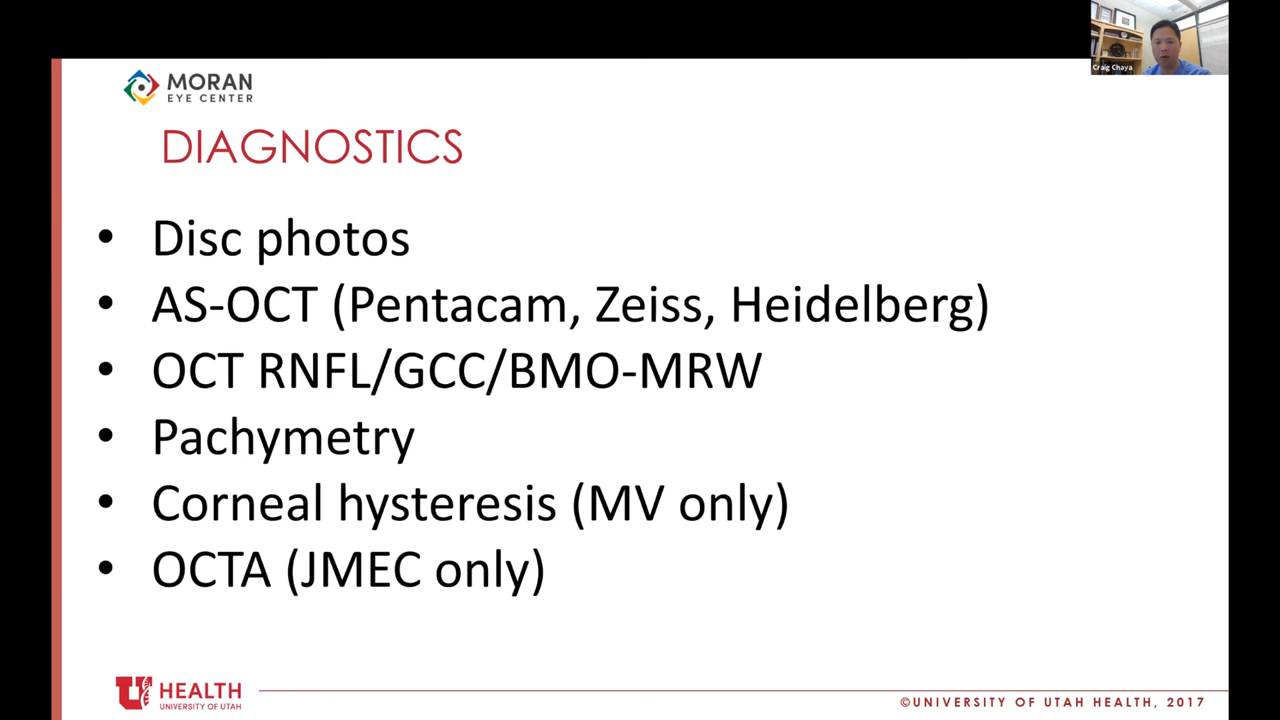 Craig Chaya
MORAN
EYE CENTER
DIAGNOSTICS
• Disc photos
• AS-OCT (Pentacam, Zeiss, Heidelberg)
• OCT RNFL/GCC/BMO-MRW
• Pachymetry
• Corneal hysteresis (MV only)
• OCTA (JMEC only)
U HEALTH
UNIVERSITY OF UTAH
©UNIVERSITY OF UTAH HEALTH, 2017